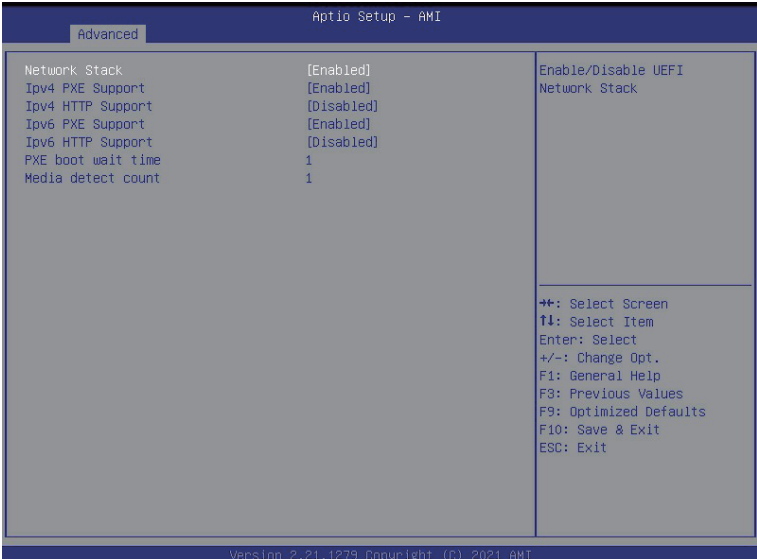 Aptio Setup – AMI
Advanced
Network Stack [Enabled]
Ipv4 PXE Support [Enabled]
Ipv4 HTTP Support [Disabled]
Ipv6 PXE Support [Enabled]
Ipv6 HTTP Support [Disabled]
PXE boot wait time 1
Media detect count 1
Enable/Disable UEFI
Network Stack
→←: Select Screen
↑↓: Select Item
Enter: Select
+/-: Change Opt.
F1: General Help
F3: Previous Values
F9: Optimized Defaults
F10: Save & Exit
ESC: Exit
Version 2.21.1279 Copyright (C) 2021 AMI